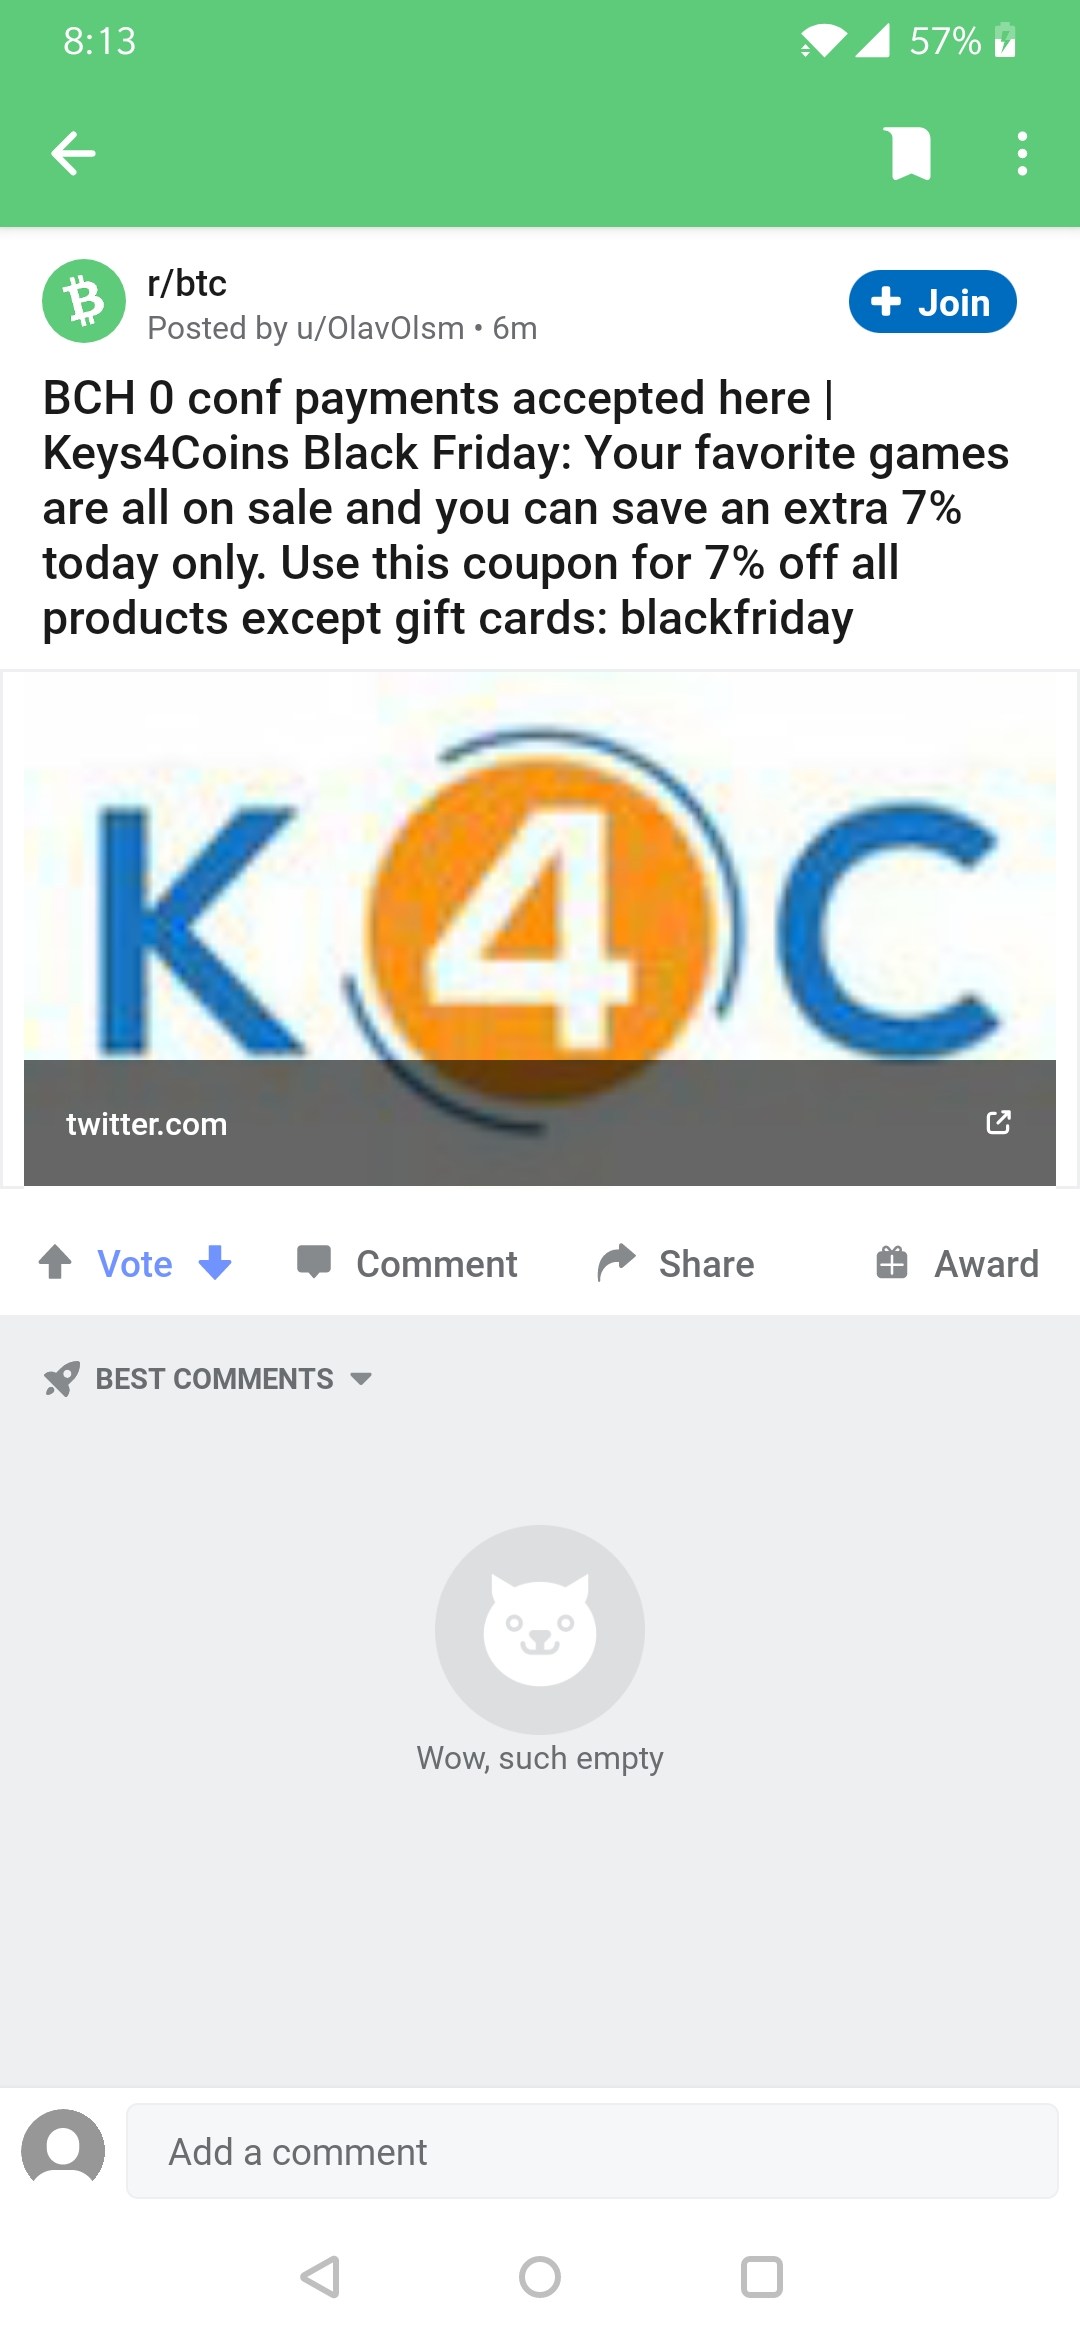 8:13
57%
r/btc
Posted by u/OlavOlsm • 6m
Join
BCH 0 conf payments accepted here |
Keys4Coins Black Friday: Your favorite games
are all on sale and you can save an extra 7%
today only. Use this coupon for 7% off all
products except gift cards: blackfriday
K4C
twitter.com
Vote
Comment
Share
Award
BEST COMMENTS
Wow, such empty
Add a comment